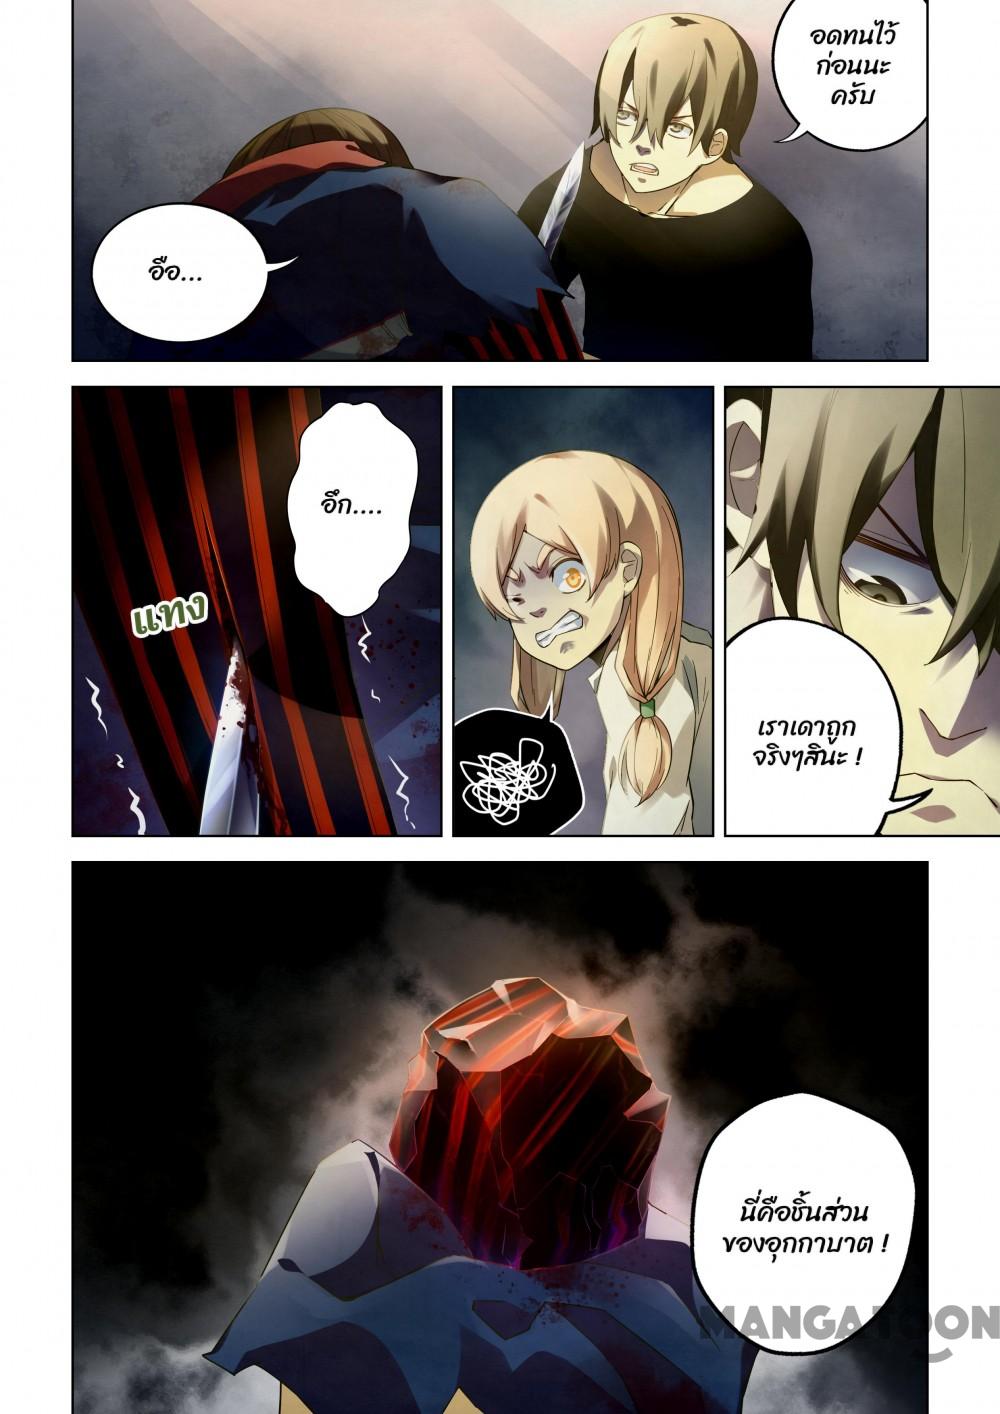 อดทนไว้
ก่อนนะ
ครับ
อือ...
อึก....
แทง
เราเดาถูก
จริงๆสินะ !
นี่คือชิ้นส่วน
ของอุกกาบาต !
MANGATOON